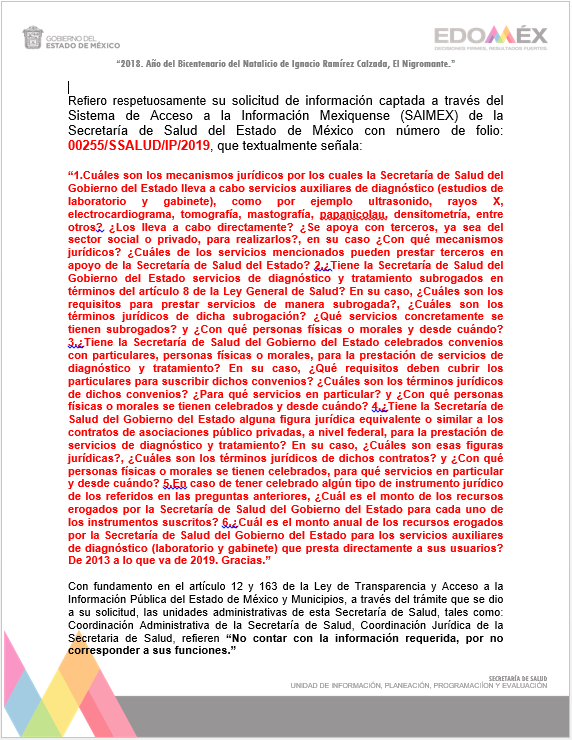 GOBIERNO DEL
ESTADO DE MÉXICO
EDOMÉX
DECISIONES FIRMES, RESULTADOS FUERTES.
“2018. Año del Bicentenario del Natalicio de Ignacio Ramírez Calzada, El Nigromante.”
Refiero respetuosamente su solicitud de información captada a través del
Sistema de Acceso a la Información Mexiquense (SAIMEX) de la
Secretaría de Salud del Estado de México con número de folio:
00255/SSALUD/IP/2019, que textualmente señala:
“1.Cuáles son los mecanismos jurídicos por los cuales la Secretaría de Salud del
Gobierno del Estado lleva a cabo servicios auxiliares de diagnóstico (estudios de
laboratorio y gabinete), como por ejemplo ultrasonido, rayos X,
electrocardiograma, tomografía, mastografía, papanicolau, densitometría, entre
otros? ¿Los lleva a cabo directamente? ¿Se apoya con terceros, ya sea del
sector social o privado, para realizarlos?, en su caso ¿Con qué mecanismos
jurídicos? ¿Cuáles de los servicios mencionados pueden prestar terceros en
apoyo de la Secretaría de Salud del Estado? 2.¿Tiene la Secretaría de Salud del
Gobierno del Estado servicios de diagnóstico y tratamiento subrogados en
términos del artículo 8 de la Ley General de Salud? En su caso, ¿Cuáles son los
requisitos para prestar servicios de manera subrogada?, ¿Cuáles son los
términos jurídicos de dicha subrogación? ¿Qué servicios concretamente se
tienen subrogados? y ¿Con qué personas físicas o morales y desde cuándo?
3.¿Tiene la Secretaría de Salud del Gobierno del Estado celebrados convenios
con particulares, personas físicas o morales, para la prestación de servicios de
diagnóstico y tratamiento? En su caso, ¿Qué requisitos deben cubrir los
particulares para suscribir dichos convenios? ¿Cuáles son los términos jurídicos
de dichos convenios? ¿Para qué servicios en particular? y ¿Con qué personas
físicas o morales se tienen celebrados y desde cuándo? 4.¿Tiene la Secretaría de
Salud del Gobierno del Estado alguna figura jurídica equivalente o similar a los
contratos de asociaciones público privadas, a nivel federal, para la prestación de
servicios de diagnóstico y tratamiento? En su caso, ¿Cuáles son esas figuras
jurídicas?, ¿Cuáles son los términos jurídicos de dichos contratos? y ¿Con qué
personas físicas o morales se tienen celebrados, para qué servicios en particular
y desde cuándo? 5.En caso de tener celebrado algún tipo de instrumento jurídico
de los referidos en las preguntas anteriores, ¿Cuál es el monto de los recursos
erogados por la Secretaría de Salud del Gobierno del Estado para cada uno de
los instrumentos suscritos? 6.¿Cuál es el monto anual de los recursos erogados
por la Secretaría de Salud del Gobierno del Estado para los servicios auxiliares
de diagnóstico (laboratorio y gabinete) que presta directamente a sus usuarios?
De 2013 a lo que va de 2019. Gracias.”
Con fundamento en el artículo 12 y 163 de la Ley de Transparencia y Acceso a la
Información Pública del Estado de México y Municipios, a través del trámite que se dio
a su solicitud, las unidades administrativas de esta Secretaría de Salud, tales como:
Coordinación Administrativa de la Secretaría de Salud, Coordinación Jurídica de la
Secretaria de Salud, refieren “No contar con la información requerida, por no
corresponder a sus funciones.”
SECRETARÍA DE SALUD
UNIDAD DE INFORMACIÓN, PLANEACIÓN, PROGRAMACIÍON Y EVALUACIÓN